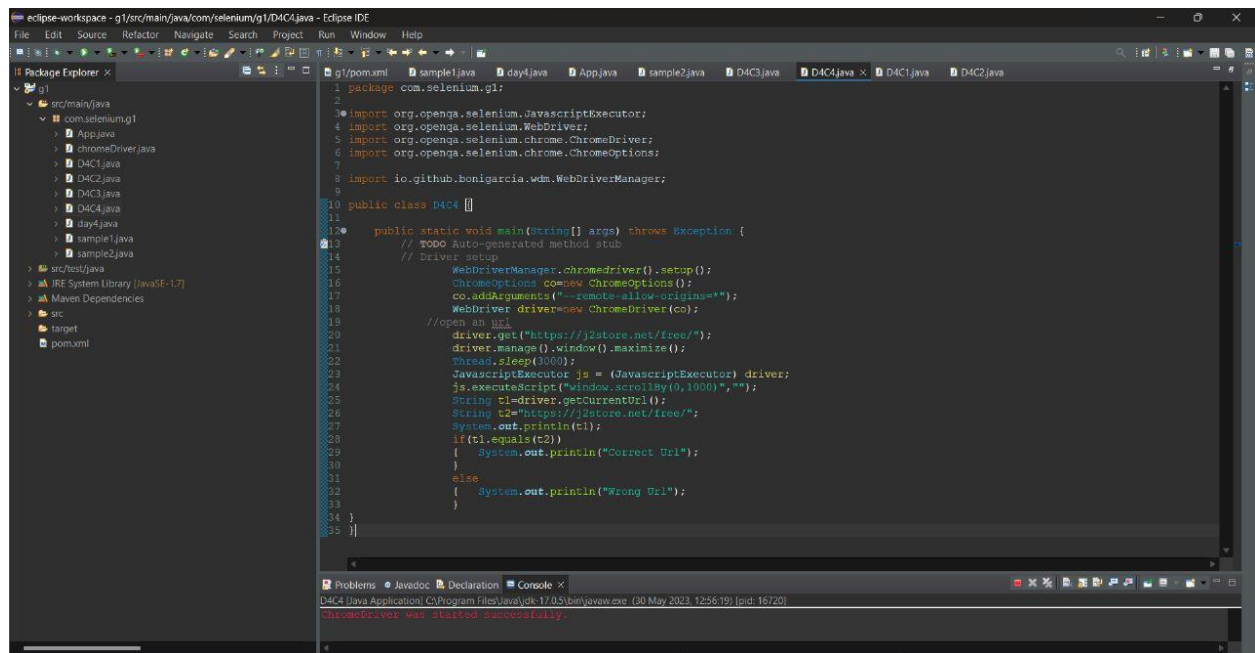 eclipse-workspace - g1/src/main/java/com/selenium/g1/D4C4.java - Eclipse IDE
File Edit Source Refactor Navigate Search Project Run Window Help
Package Explorer
g1
src/main/java
com.selenium.g1
App.java
chromeDriver.java
D4C1.java
D4C2.java
D4C3.java
D4C4.java
day4.java
sample1.java
sample2.java
src/test/java
JRE System Library [JavaSE-1.7]
Maven Dependencies
src
target
pom.xml
g1/pom.xml sample1.java day4.java App.java sample2.java D4C3.java D4C4.java D4C1.java D4C2.java
1 package com.selenium.g1;
2
3 import org.openqa.selenium.JavascriptExecutor;
4 import org.openqa.selenium.WebDriver;
5 import org.openqa.selenium.chrome.ChromeDriver;
6 import org.openqa.selenium.chrome.ChromeOptions;
7
8 import io.github.bonigarcia.wdm.WebDriverManager;
9
10 public class D4C4 {
11
12 public static void main(String[] args) throws Exception {
13 // TODO Auto-generated method stub
14 // Driver setup
15 WebDriverManager.chromedriver().setup();
16 ChromeOptions co=new ChromeOptions();
17 co.addArguments("--remote-allow-origins=*");
18 WebDriver driver=new ChromeDriver(co);
19 //open an url
20 driver.get("https://j2store.net/free/");
21 driver.manage().window().maximize();
22 Thread.sleep(3000);
23 JavascriptExecutor js = (JavascriptExecutor) driver;
24 js.executeScript("window.scrollBy(0,1000)","");
25 String t1=driver.getCurrentUrl();
26 String t2="https://j2store.net/free/";
27 System.out.println(t1);
28 if(t1.equals(t2))
29 { System.out.println("Correct Url");
30 }
31 else
32 { System.out.println("Wrong Url");
33 }
34 }
35 }
Problems Javadoc Declaration Console
D4C4 [Java Application] C:\Program Files\Java\jdk-17.0.5\bin\javaw.exe (30 May 2023, 12:56:19) [pid: 16720]
ChromeDriver was started successfully.